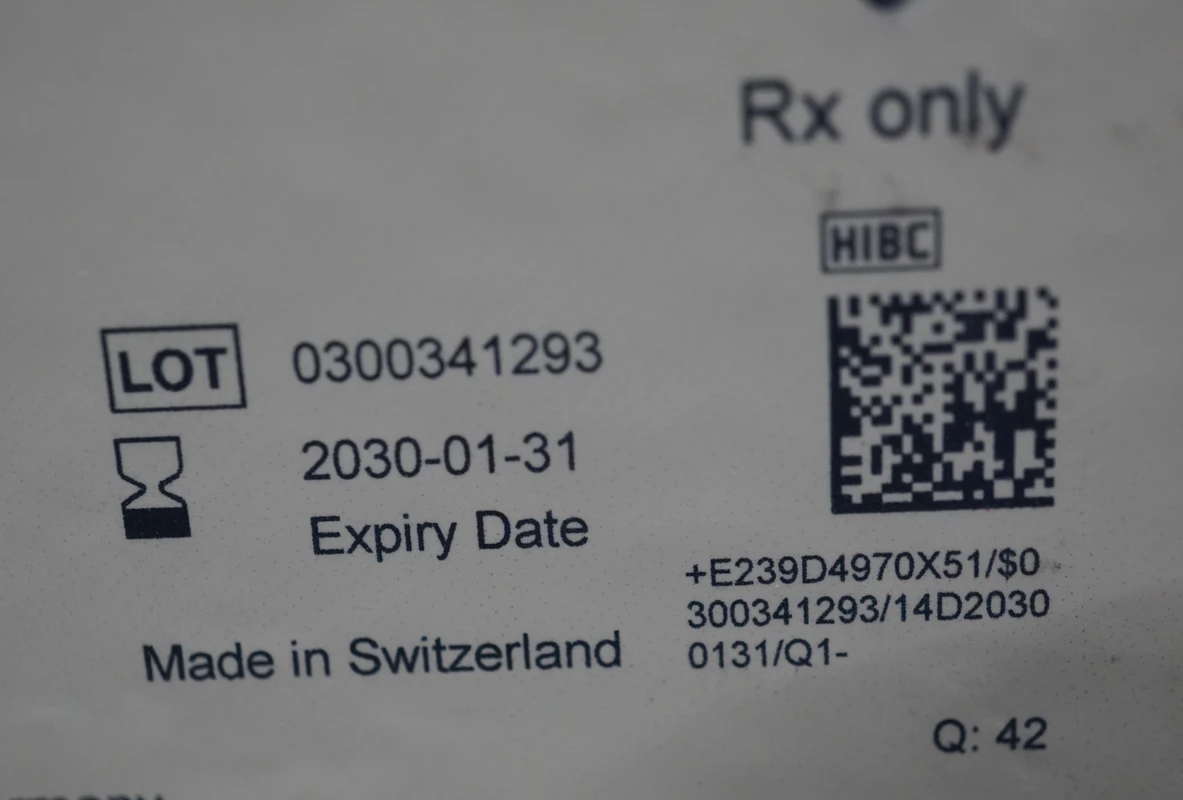 Rx only
HIBC
LOT 0300341293
2030-01-31
Expiry Date
+E239D4970X51/$0
300341293/14D2030
0131/Q1-
Made in Switzerland
Q: 42